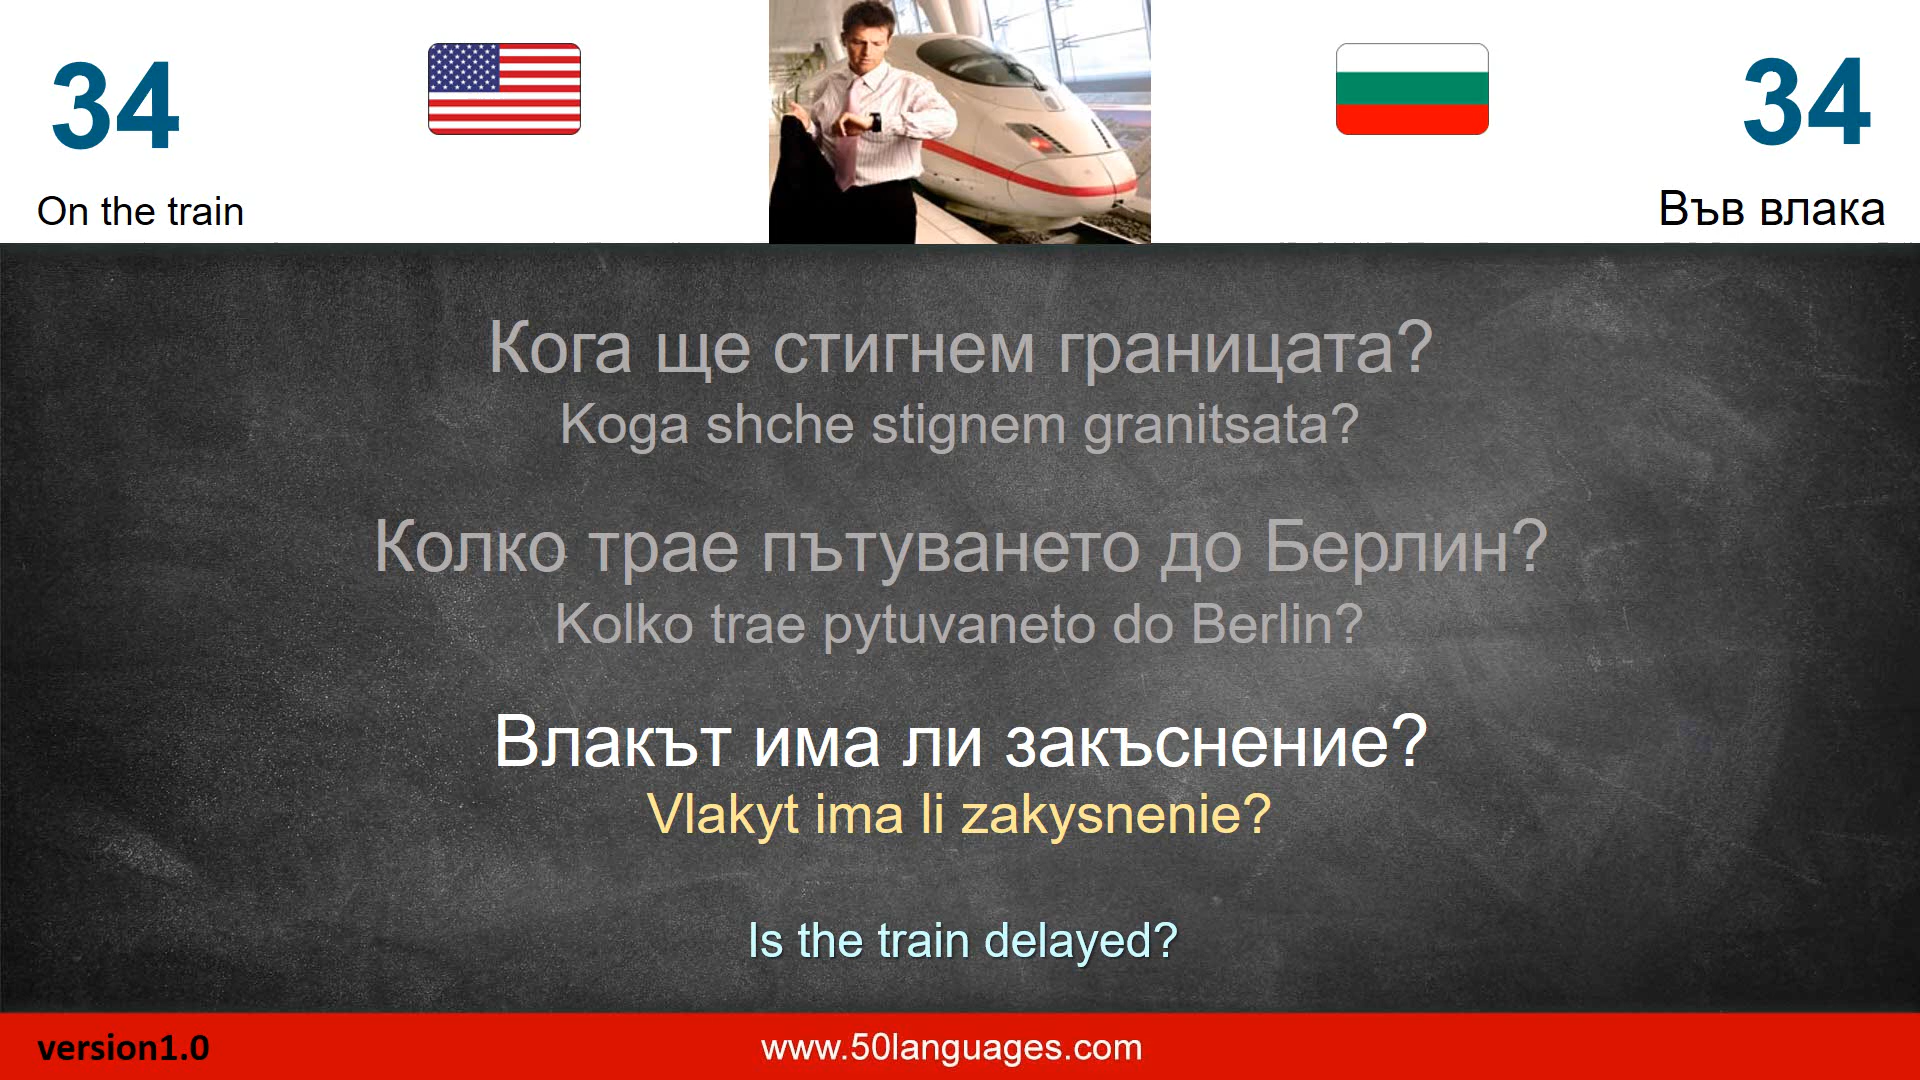 34
34
On the train
Във влака
Кога ще стигнем границата?
Koga shche stignem granitsata?
Колко трае пътуването до Берлин?
Kolko trae pytuvaneto do Berlin?
Влакът има ли закъснение?
Vlakyt ima li zakysnenie?
Is the train delayed?
version1.0
www.50languages.com